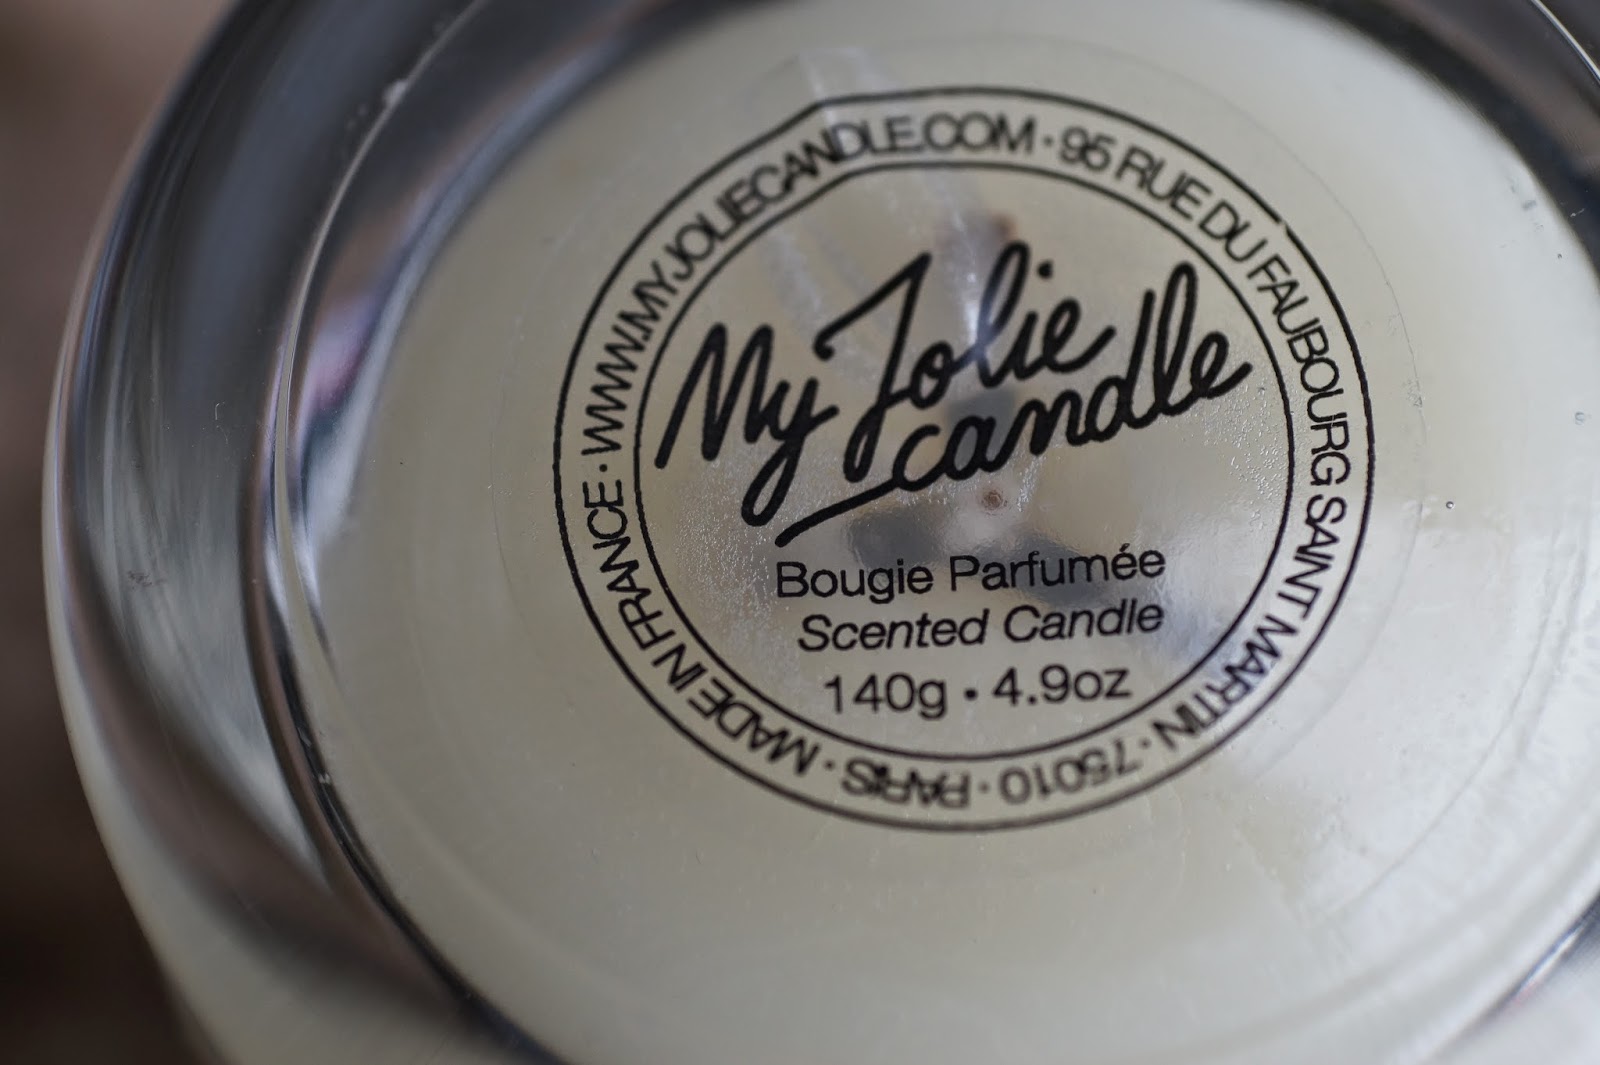 My Jolie
candle
Bougie Parfumée
Scented Candle
140g • 4.9oz
WWW.MYJOLIECANDLE.COM · 95 RUE DU FAUBOURG SAINT MARTIN · 75010 · PARIS · MADE IN FRANCE ·